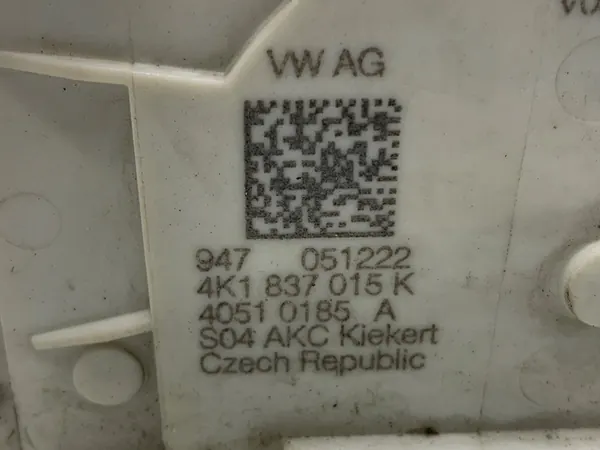 VW AG
947 051222
4K1 837 015 K
4051 0185 A
S04 AKC Kiekert
Czech Republic